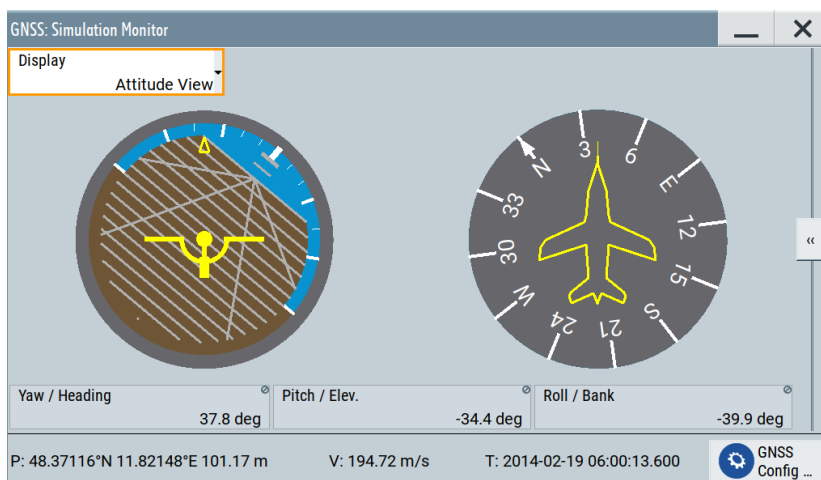 GNSS: Simulation Monitor
Display
Attitude View
N
3
6
E
12
15
S
21
24
W
30
33
«
Yaw / Heading
37.8 deg
Pitch / Elev.
-34.4 deg
Roll / Bank
-39.9 deg
P: 48.37116°N 11.82148°E 101.17 m
V: 194.72 m/s
T: 2014-02-19 06:00:13.600
GNSS
Config ...